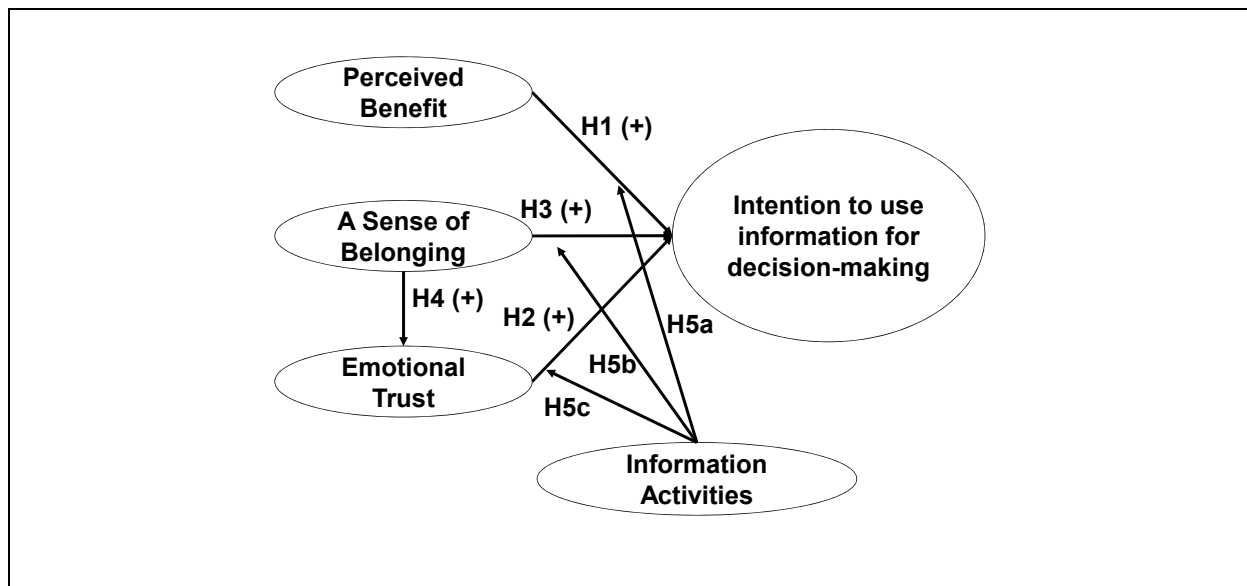 Perceived
Benefit
H1 (+)
A Sense of
Belonging
H3 (+)
Intention to use
information for
decision-making
H4 (+)
H2 (+)
H5a
Emotional
Trust
H5b
H5c
Information
Activities